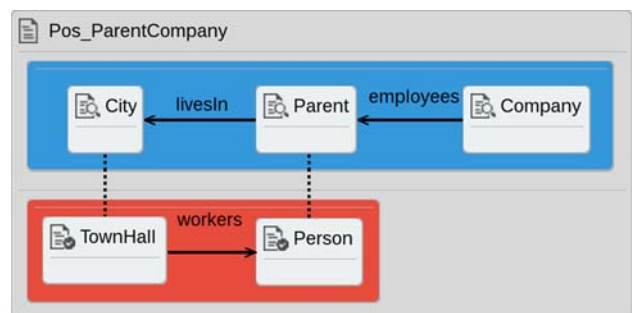 Pos_ParentCompany
City livesIn Parent employees Company
TownHall workers Person